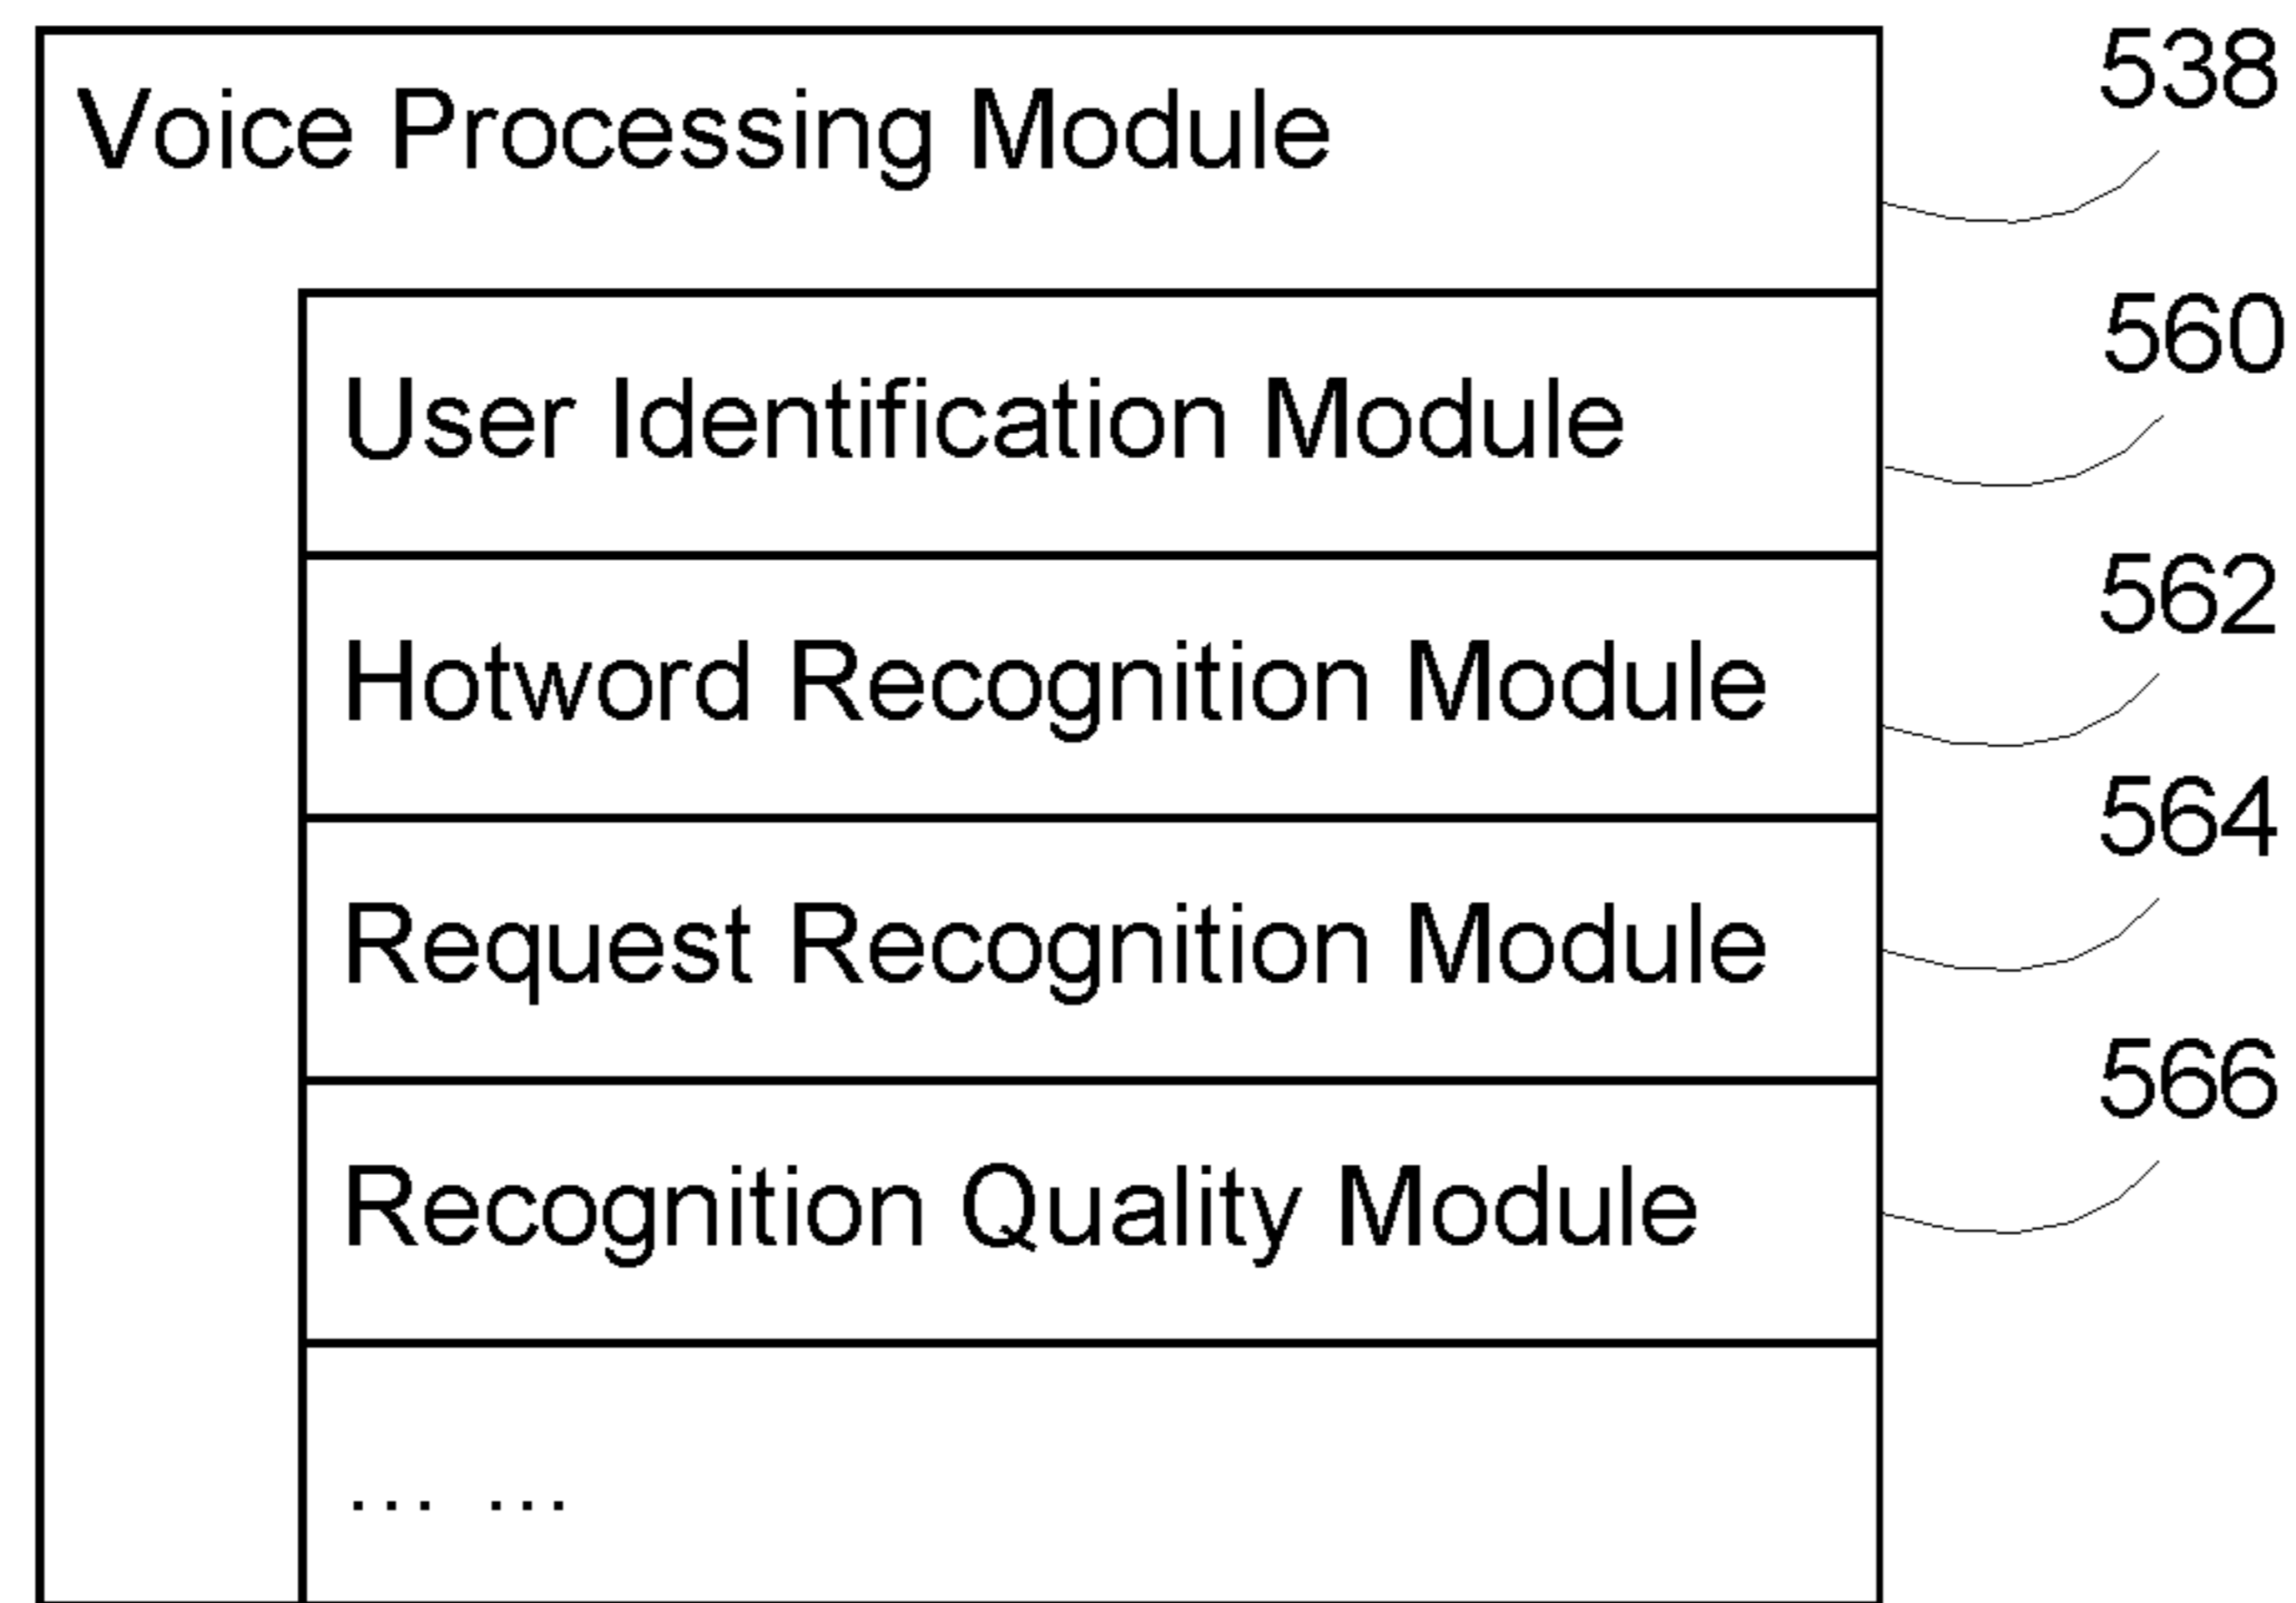 Voice Processing Module
538
User Identification Module
560
Hotword Recognition Module
562
Request Recognition Module
564
Recognition Quality Module
566
... ...